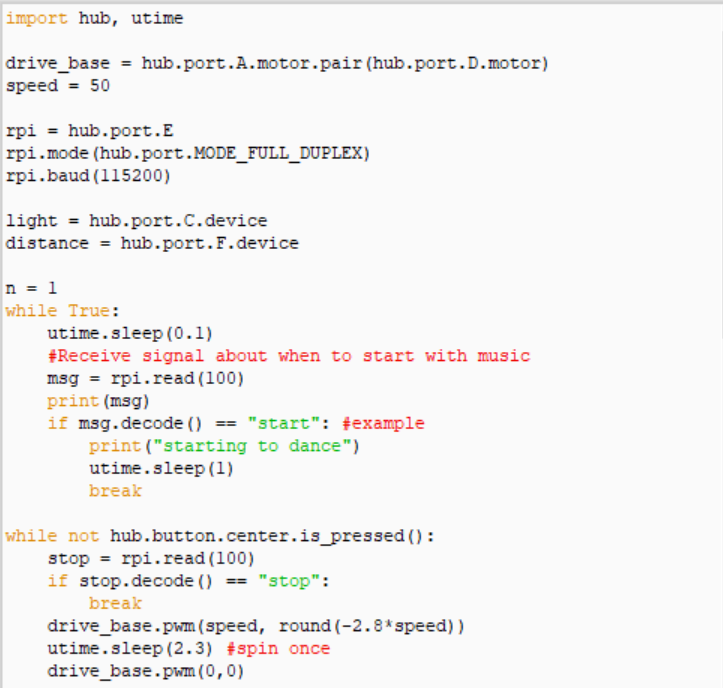 import hub, utime

drive_base = hub.port.A.motor.pair(hub.port.D.motor)
speed = 50

rpi = hub.port.E
rpi.mode(hub.port.MODE_FULL_DUPLEX)
rpi.baud(115200)

light = hub.port.C.device
distance = hub.port.F.device

n = 1
while True:
    utime.sleep(0.1)
    #Receive signal about when to start with music
    msg = rpi.read(100)
    print(msg)
    if msg.decode() == "start": #example
        print("starting to dance")
        utime.sleep(1)
        break

while not hub.button.center.is_pressed():
    stop = rpi.read(100)
    if stop.decode() == "stop":
        break
    drive_base.pwm(speed, round(-2.8*speed))
    utime.sleep(2.3) #spin once
    drive_base.pwm(0,0)